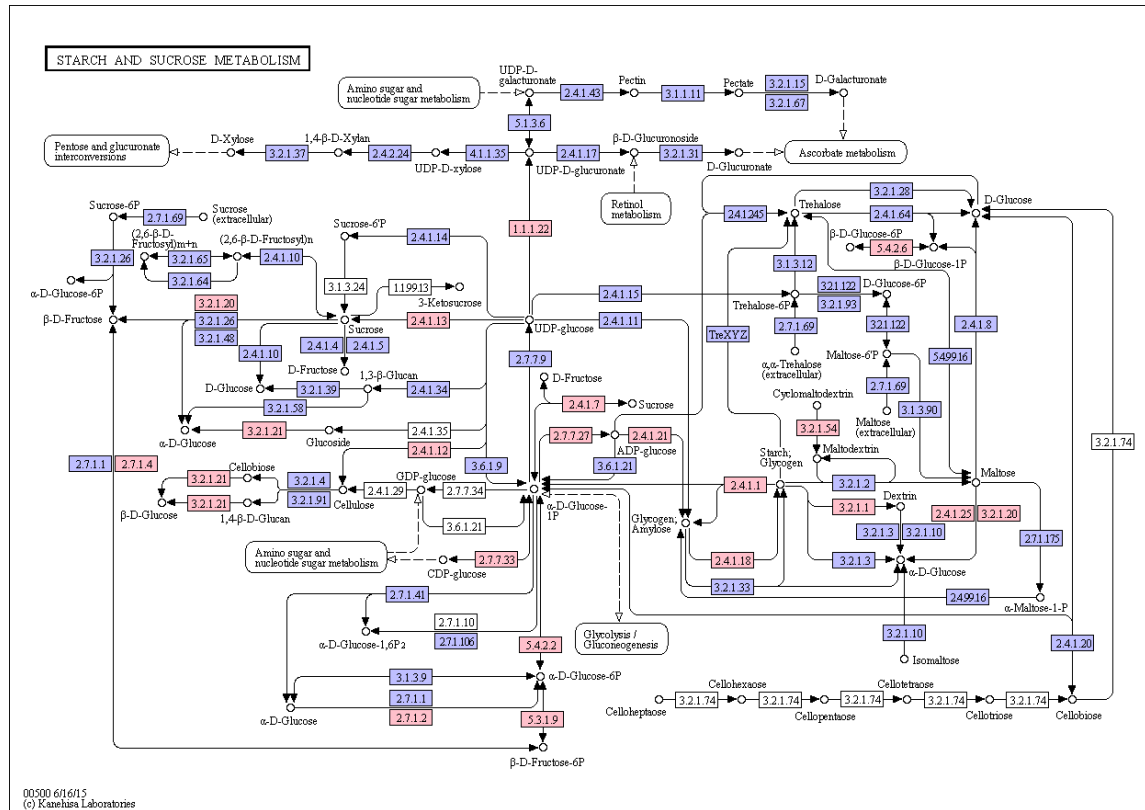 STARCH AND SUCROSE METABOLISM
Amino sugar and
nucleotide sugar metabolism
UDP-D-
galacturonate
2.4.1.43
Pectin
3.1.1.11
Pectate
3.2.1.15
3.2.1.67
D-Galacturonate
5.1.3.6
Pentose and glucuronate
interconversions
D-Xylose
3.2.1.37
1,4-β-D-Xylan
2.4.2.24
UDP-D-xylose
4.1.1.35
UDP-D-glucuronate
2.4.1.17
β-D-Glucuronoside
3.2.1.31
D-Glucuronate
Ascorbate metabolism
Retinol
metabolism
1.1.1.22
Sucrose-6P
2.7.1.69
Sucrose
(extracellular)
(2,6-β-D-
Fructosyl)m+n
(2,6-β-D-Fructosyl)n
3.2.1.26
3.2.1.65
3.2.1.64
2.4.1.10
α-D-Glucose-6P
Sucrose-6'P
2.4.1.14
3.1.3.24
1.1.99.13
3-Ketosucrose
β-D-Fructose
3.2.1.20
3.2.1.26
3.2.1.48
Sucrose
2.4.1.13
UDP-glucose
2.4.1.15
2.4.1.11
2.4.1.10
2.4.1.4
2.4.1.5
D-Fructose
2.7.7.9
D-Glucose
3.2.1.39
1,3-β-Glucan
2.4.1.34
3.2.1.58
α-D-Glucose
3.2.1.21
Glucoside
2.4.1.35
2.4.1.12
D-Fructose
2.4.1.7
Sucrose
2.7.7.27
ADP-glucose
2.4.1.21
3.6.1.9
3.6.1.21
2.7.1.1
2.7.1.4
Cellobiose
3.2.1.21
3.2.1.21
β-D-Glucose
1,4-β-D-Glucan
3.2.1.4
3.2.1.91
Cellulose
2.4.1.29
GDP-glucose
2.7.7.34
3.6.1.21
α-D-Glucose-
1P
Amino sugar and
nucleotide sugar metabolism
CDP-glucose
2.7.7.33
2.7.1.41
2.7.1.10
2.7.1.106
α-D-Glucose-1,6P2
5.4.2.2
Glycolysis /
Gluconeogenesis
3.1.3.9
2.7.1.1
2.7.1.2
α-D-Glucose
α-D-Glucose-6P
5.3.1.9
β-D-Fructose-6P
2.4.1.245
Trehalose
3.2.1.28
2.4.1.64
D-Glucose
β-D-Glucose-6P
5.4.2.6
β-D-Glucose-1P
3.1.3.12
Trehalose-6P
3.2.1.122
3.2.1.93
D-Glucose-6P
TreXYZ
2.7.1.69
α,α-Trehalose
(extracellular)
3.2.1.122
Maltose-6'P
2.7.1.69
Maltose
(extracellular)
3.1.3.90
5.4.99.16
2.4.1.8
Cyclomaltodextrin
3.2.1.54
Maltodextrin
3.2.1.2
Maltose
Starch;
Glycogen
2.4.1.1
Glycogen;
Amylose
2.4.1.18
3.2.1.33
3.2.1.1
Dextrin
3.2.1.3
3.2.1.10
3.2.1.3
α-D-Glucose
2.4.1.25
3.2.1.20
2.7.1.175
2.4.99.16
α-Maltose-1-P
3.2.1.10
Isomaltose
2.4.1.20
3.2.1.74
Celloheptaose
3.2.1.74
Cellohexaose
3.2.1.74
Cellopentaose
3.2.1.74
Cellotetraose
3.2.1.74
Cellotriose
3.2.1.74
Cellobiose
00500 6/16/15
(c) Kanehisa Laboratories